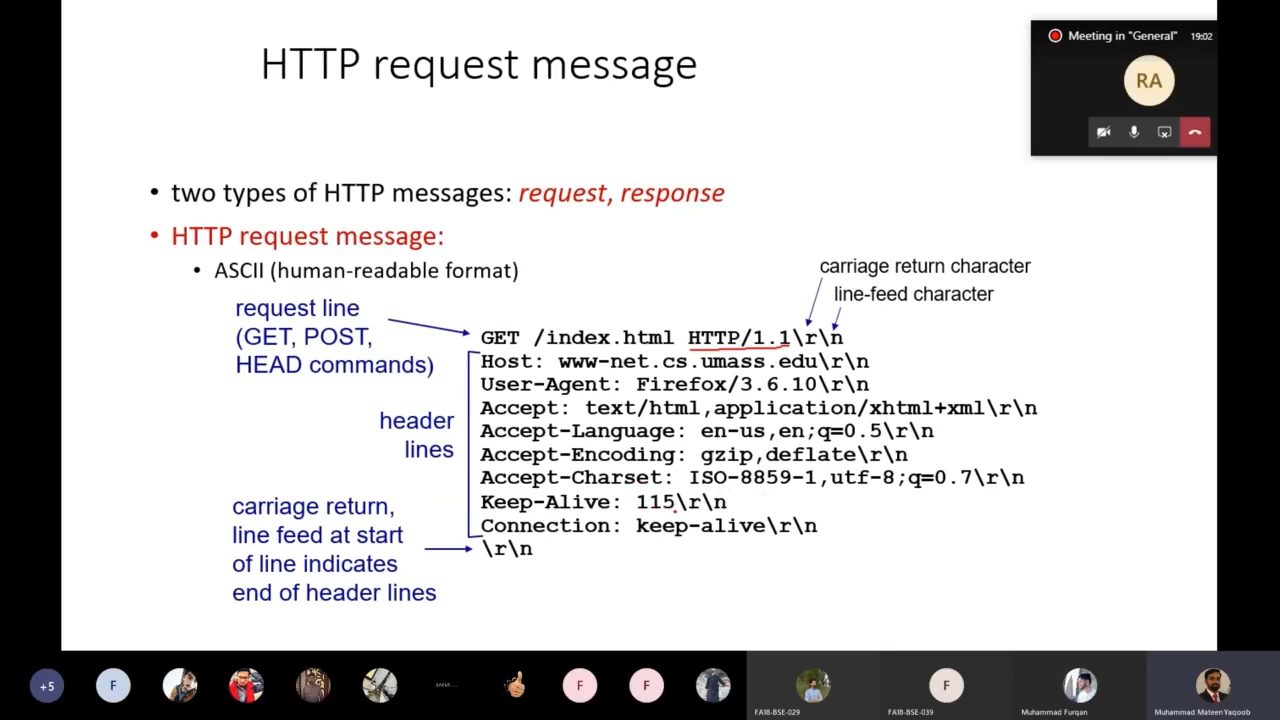 HTTP request message
Meeting in "General" 19:02
RA
• two types of HTTP messages: request, response
• HTTP request message:
• ASCII (human-readable format)
carriage return character
line-feed character
request line
(GET, POST,
HEAD commands)
header
lines
carriage return,
line feed at start
of line indicates
end of header lines
GET /index.html HTTP/1.1\r\n
Host: www-net.cs.umass.edu\r\n
User-Agent: Firefox/3.6.10\r\n
Accept: text/html,application/xhtml+xml\r\n
Accept-Language: en-us,en;q=0.5\r\n
Accept-Encoding: gzip,deflate\r\n
Accept-Charset: ISO-8859-1,utf-8;q=0.7\r\n
Keep-Alive: 115\r\n
Connection: keep-alive\r\n
\r\n
+5
F
F
F
F
FA18-BSE-029
FA18-BSE-039
Muhammad Furqan
Muhammad Mateen Yaqoob